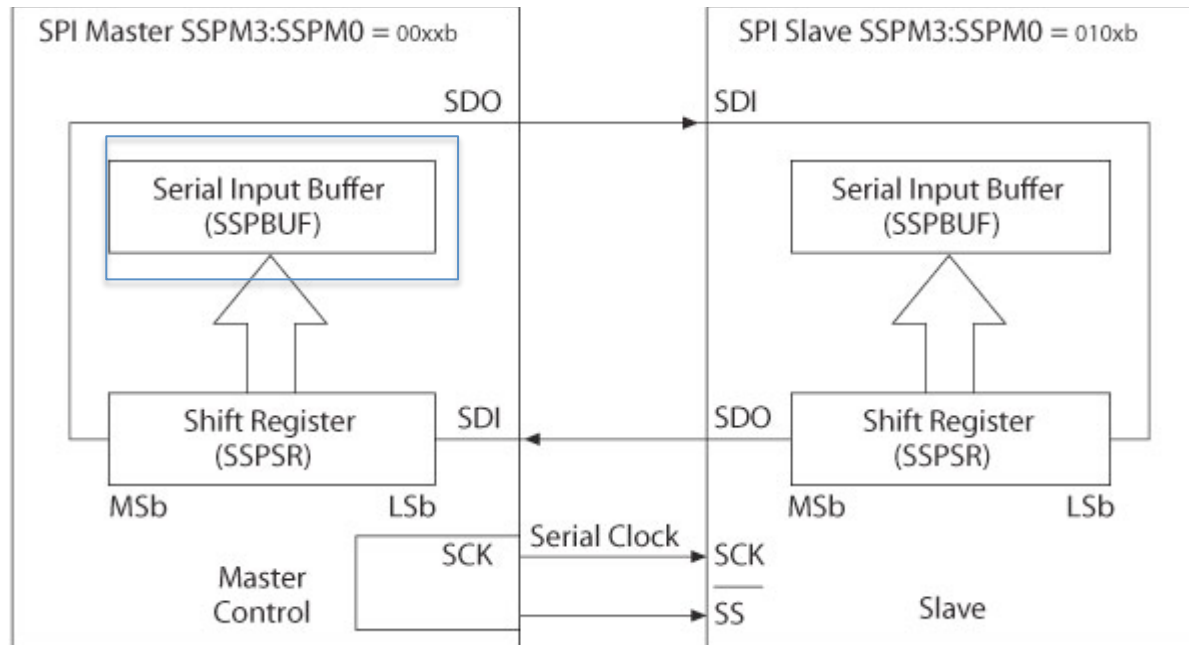 SPI Master SSPM3:SSPM0 = 00xxb
SPI Slave SSPM3:SSPM0 = 010xb
SDO
SDI
Serial Input Buffer
(SSPBUF)
Serial Input Buffer
(SSPBUF)
Shift Register
(SSPSR)
SDI
SDO
Shift Register
(SSPSR)
MSb
LSb
MSb
LSb
SCK
Serial Clock
SCK
Master
Control
SS
Slave